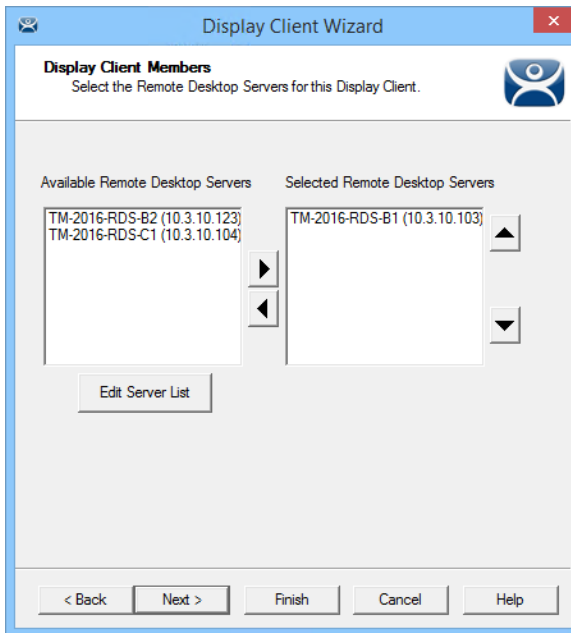 Display Client Wizard
Display Client Members
Select the Remote Desktop Servers for this Display Client.
Available Remote Desktop Servers
Selected Remote Desktop Servers
TM-2016-RDS-B2 (10.3.10.123)
TM-2016-RDS-C1 (10.3.10.104)
TM-2016-RDS-B1 (10.3.10.103)
Edit Server List
< Back
Next >
Finish
Cancel
Help